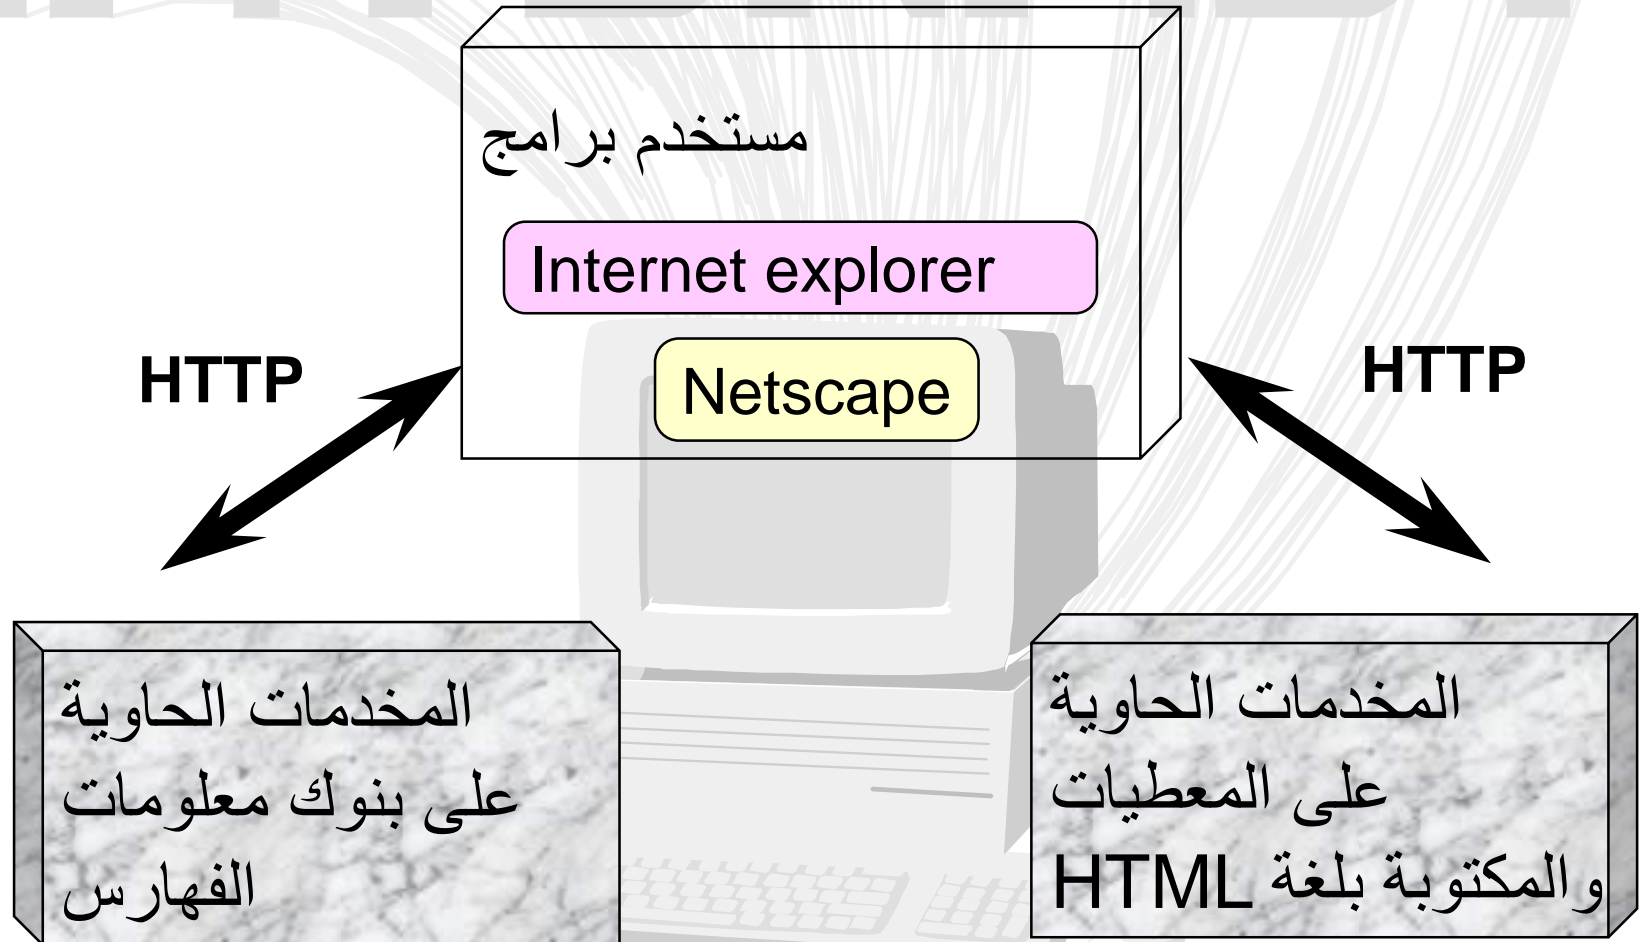 مستخدم برامج
Internet explorer
Netscape
HTTP
HTTP
المخدمات الحاوية
على المعطيات
والمكتوبة بلغة HTML
المخدمات الحاوية
على بنوك معلومات
الفهارس